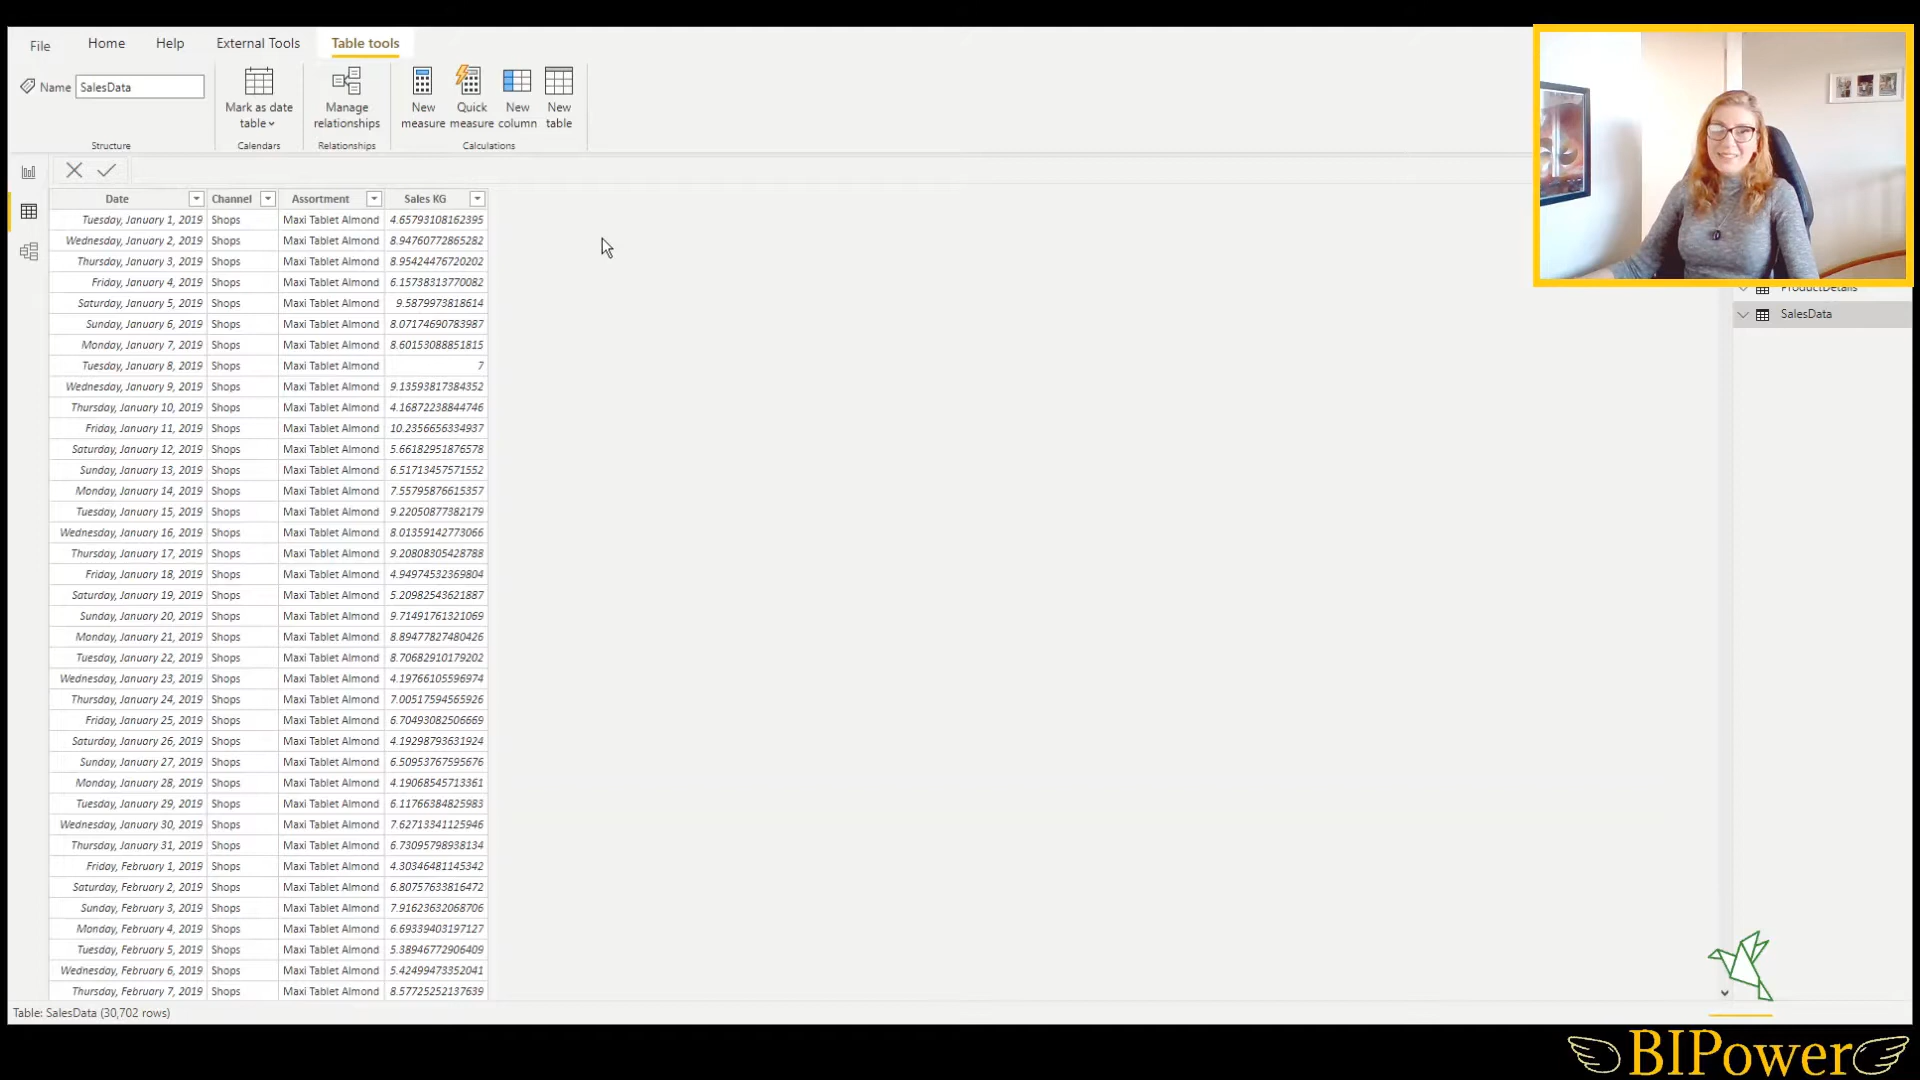 File Home Help External Tools Table tools
Name SalesData
Mark as date table
Manage relationships
New measure
Quick measure
New column
New table
Structure Calendars Relationships Calculations
Date Channel Assortment Sales KG
Tuesday, January 1, 2019 Shops Maxi Tablet Almond 4.65793108162395
Wednesday, January 2, 2019 Shops Maxi Tablet Almond 8.94760772865282
Thursday, January 3, 2019 Shops Maxi Tablet Almond 8.95424476720202
Friday, January 4, 2019 Shops Maxi Tablet Almond 6.15738313770082
Saturday, January 5, 2019 Shops Maxi Tablet Almond 9.5879973818614
Sunday, January 6, 2019 Shops Maxi Tablet Almond 8.07174690783987
Monday, January 7, 2019 Shops Maxi Tablet Almond 8.60153088851815
Tuesday, January 8, 2019 Shops Maxi Tablet Almond 7
Wednesday, January 9, 2019 Shops Maxi Tablet Almond 9.13593817384352
Thursday, January 10, 2019 Shops Maxi Tablet Almond 4.16872238844746
Friday, January 11, 2019 Shops Maxi Tablet Almond 10.2356656334937
Saturday, January 12, 2019 Shops Maxi Tablet Almond 5.66182951876578
Sunday, January 13, 2019 Shops Maxi Tablet Almond 6.51713457571552
Monday, January 14, 2019 Shops Maxi Tablet Almond 7.55795876615357
Tuesday, January 15, 2019 Shops Maxi Tablet Almond 9.22050877382179
Wednesday, January 16, 2019 Shops Maxi Tablet Almond 8.01359142773066
Thursday, January 17, 2019 Shops Maxi Tablet Almond 9.20808305428788
Friday, January 18, 2019 Shops Maxi Tablet Almond 4.94974532369804
Saturday, January 19, 2019 Shops Maxi Tablet Almond 5.20982543621887
Sunday, January 20, 2019 Shops Maxi Tablet Almond 9.71491761321069
Monday, January 21, 2019 Shops Maxi Tablet Almond 8.89477827480426
Tuesday, January 22, 2019 Shops Maxi Tablet Almond 8.70682910179202
Wednesday, January 23, 2019 Shops Maxi Tablet Almond 4.19766105596974
Thursday, January 24, 2019 Shops Maxi Tablet Almond 7.00517594565926
Friday, January 25, 2019 Shops Maxi Tablet Almond 6.70493082506669
Saturday, January 26, 2019 Shops Maxi Tablet Almond 4.19298793631924
Sunday, January 27, 2019 Shops Maxi Tablet Almond 6.50953767595676
Monday, January 28, 2019 Shops Maxi Tablet Almond 4.19068545713361
Tuesday, January 29, 2019 Shops Maxi Tablet Almond 6.11766384825983
Wednesday, January 30, 2019 Shops Maxi Tablet Almond 7.62713341125946
Thursday, January 31, 2019 Shops Maxi Tablet Almond 6.73095798938134
Friday, February 1, 2019 Shops Maxi Tablet Almond 4.30346481145342
Saturday, February 2, 2019 Shops Maxi Tablet Almond 6.80757633816472
Sunday, February 3, 2019 Shops Maxi Tablet Almond 7.91623632068706
Monday, February 4, 2019 Shops Maxi Tablet Almond 6.69339403197127
Tuesday, February 5, 2019 Shops Maxi Tablet Almond 5.38946772906409
Wednesday, February 6, 2019 Shops Maxi Tablet Almond 5.42499473352041
Thursday, February 7, 2019 Shops Maxi Tablet Almond 8.57725252137639
ProductDetails
SalesData
Table: SalesData (30,702 rows)
BIPower